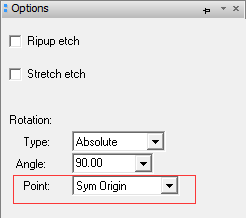 Options
Ripup etch
Stretch etch
Rotation:
Type: Absolute
Angle: 90.00
Point: Sym Origin